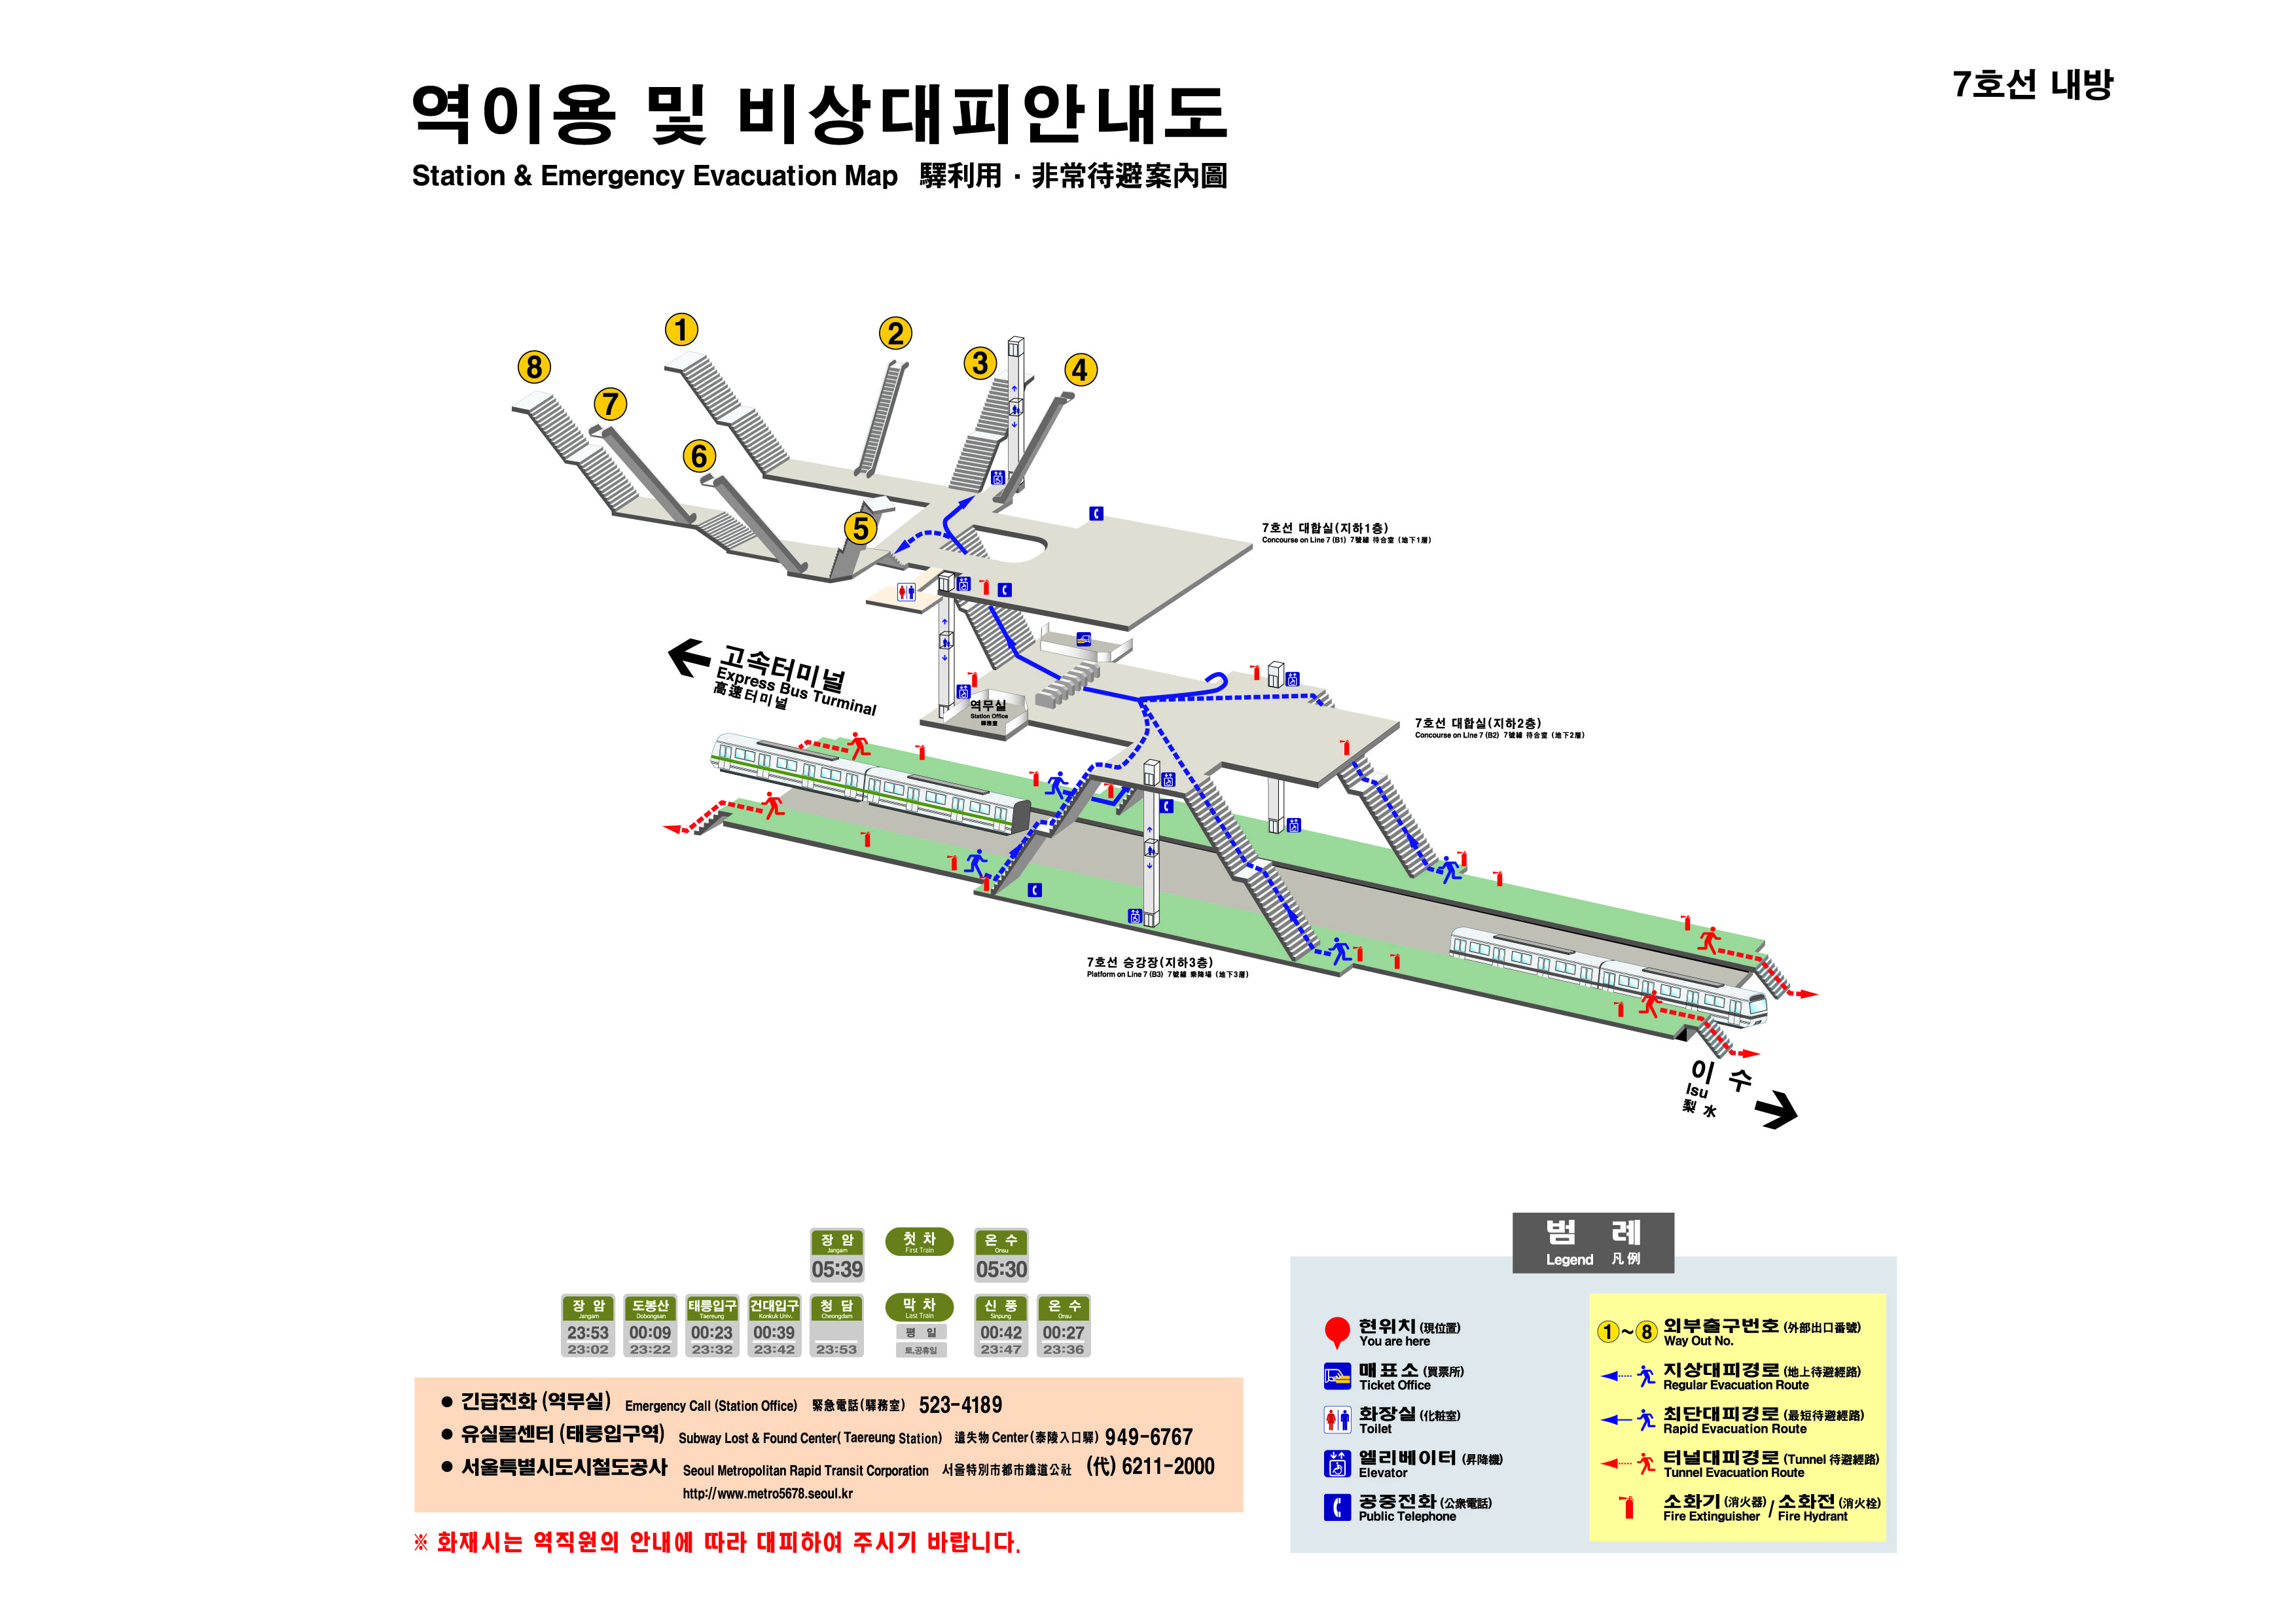 역이용 및 비상대피안내도
Station & Emergency Evacuation Map 驛利用 · 非常待避案內圖
7호선 내방
1
2
3
4
8
7
6
5
7호선 대합실(지하1층)
Concourse on Line 7 (B1) 7號線 待合室 (地下1層)
고속터미널
Express Bus Turminal
高速터미널
역무실
Station Office
驛務室
7호선 대합실(지하2층)
Concourse on Line 7 (B2) 7號線 待合室 (地下2層)
7호선 승강장(지하3층)
Platform on Line 7 (B3) 7號線 乘降場 (地下3層)
이 수
Isu
梨 水
장 암
Jangam
05:39
첫 차
First Train
온 수
Onsu
05:30
장 암
Jangam
23:53
23:02
도봉산
Dobongsan
00:09
23:22
태릉입구
Taereung
00:23
23:32
건대입구
Konkuk Univ.
00:39
23:42
청 담
Cheongdam
23:53
막 차
Last Train
평 일
토,공휴일
신 풍
Sinpung
00:42
23:47
온 수
Onsu
00:27
23:36
● 긴급전화 (역무실) Emergency Call (Station Office) 緊急電話(驛務室) 523-4189
● 유실물센터 (태릉입구역) Subway Lost & Found Center( Taereung Station) 遺失物 Center(泰陵入口驛) 949-6767
● 서울특별시도시철도공사 Seoul Metropolitan Rapid Transit Corporation 서울特別市都市鐵道公社 (代) 6211-2000
http://www.metro5678.seoul.kr
※ 화재시는 역직원의 안내에 따라 대피하여 주시기 바랍니다.
범 례
Legend 凡例
현위치 (現位置)
You are here
매표소 (買票所)
Ticket Office
화장실 (化粧室)
Toilet
엘리베이터 (昇降機)
Elevator
공중전화 (公衆電話)
Public Telephone
1~8 외부출구번호 (外部出口番號)
Way Out No.
지상대피경로 (地上待避經路)
Regular Evacuation Route
최단대피경로 (最短待避經路)
Rapid Evacuation Route
터널대피경로 (Tunnel 待避經路)
Tunnel Evacuation Route
소화기 (消火器) / 소화전 (消火栓)
Fire Extinguisher / Fire Hydrant